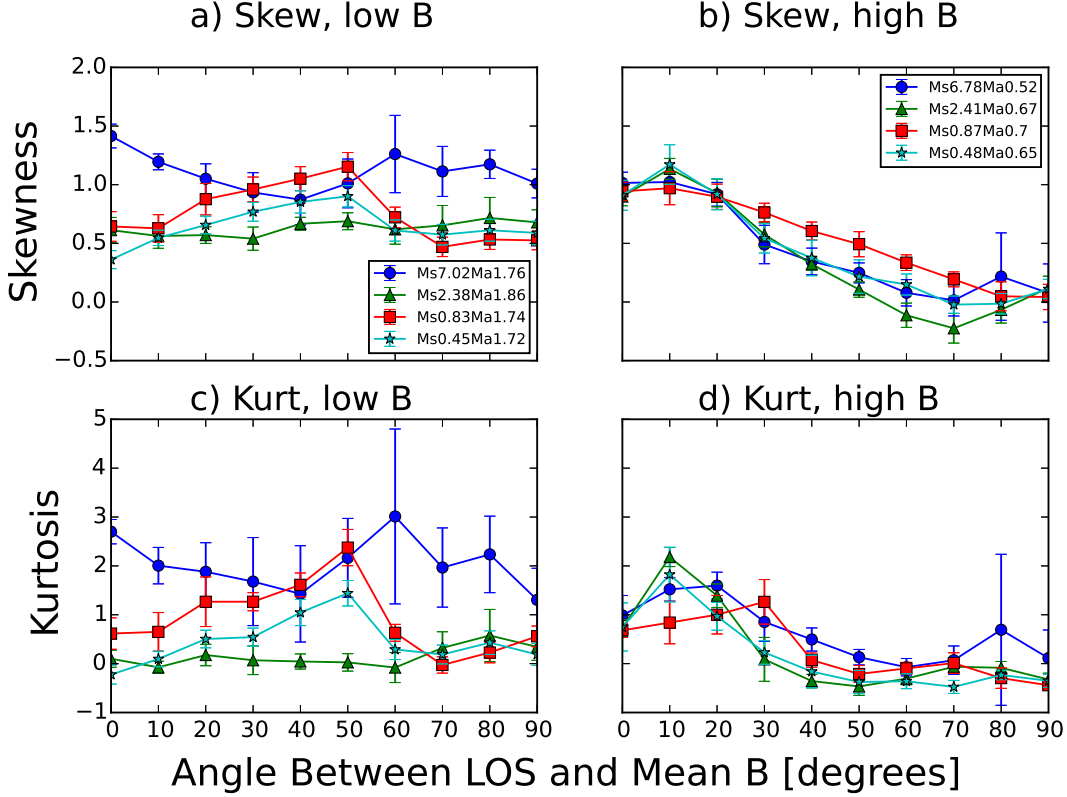 a) Skew, low B
b) Skew, high B
Skewness
2.0
1.5
1.0
0.5
0.0
−0.5
Ms7.02Ma1.76
Ms2.38Ma1.86
Ms0.83Ma1.74
Ms0.45Ma1.72
Ms6.78Ma0.52
Ms2.41Ma0.67
Ms0.87Ma0.7
Ms0.48Ma0.65
c) Kurt, low B
d) Kurt, high B
Kurtosis
5
4
3
2
1
0
−1
0 10 20 30 40 50 60 70 80 90
0 10 20 30 40 50 60 70 80 90
Angle Between LOS and Mean B [degrees]